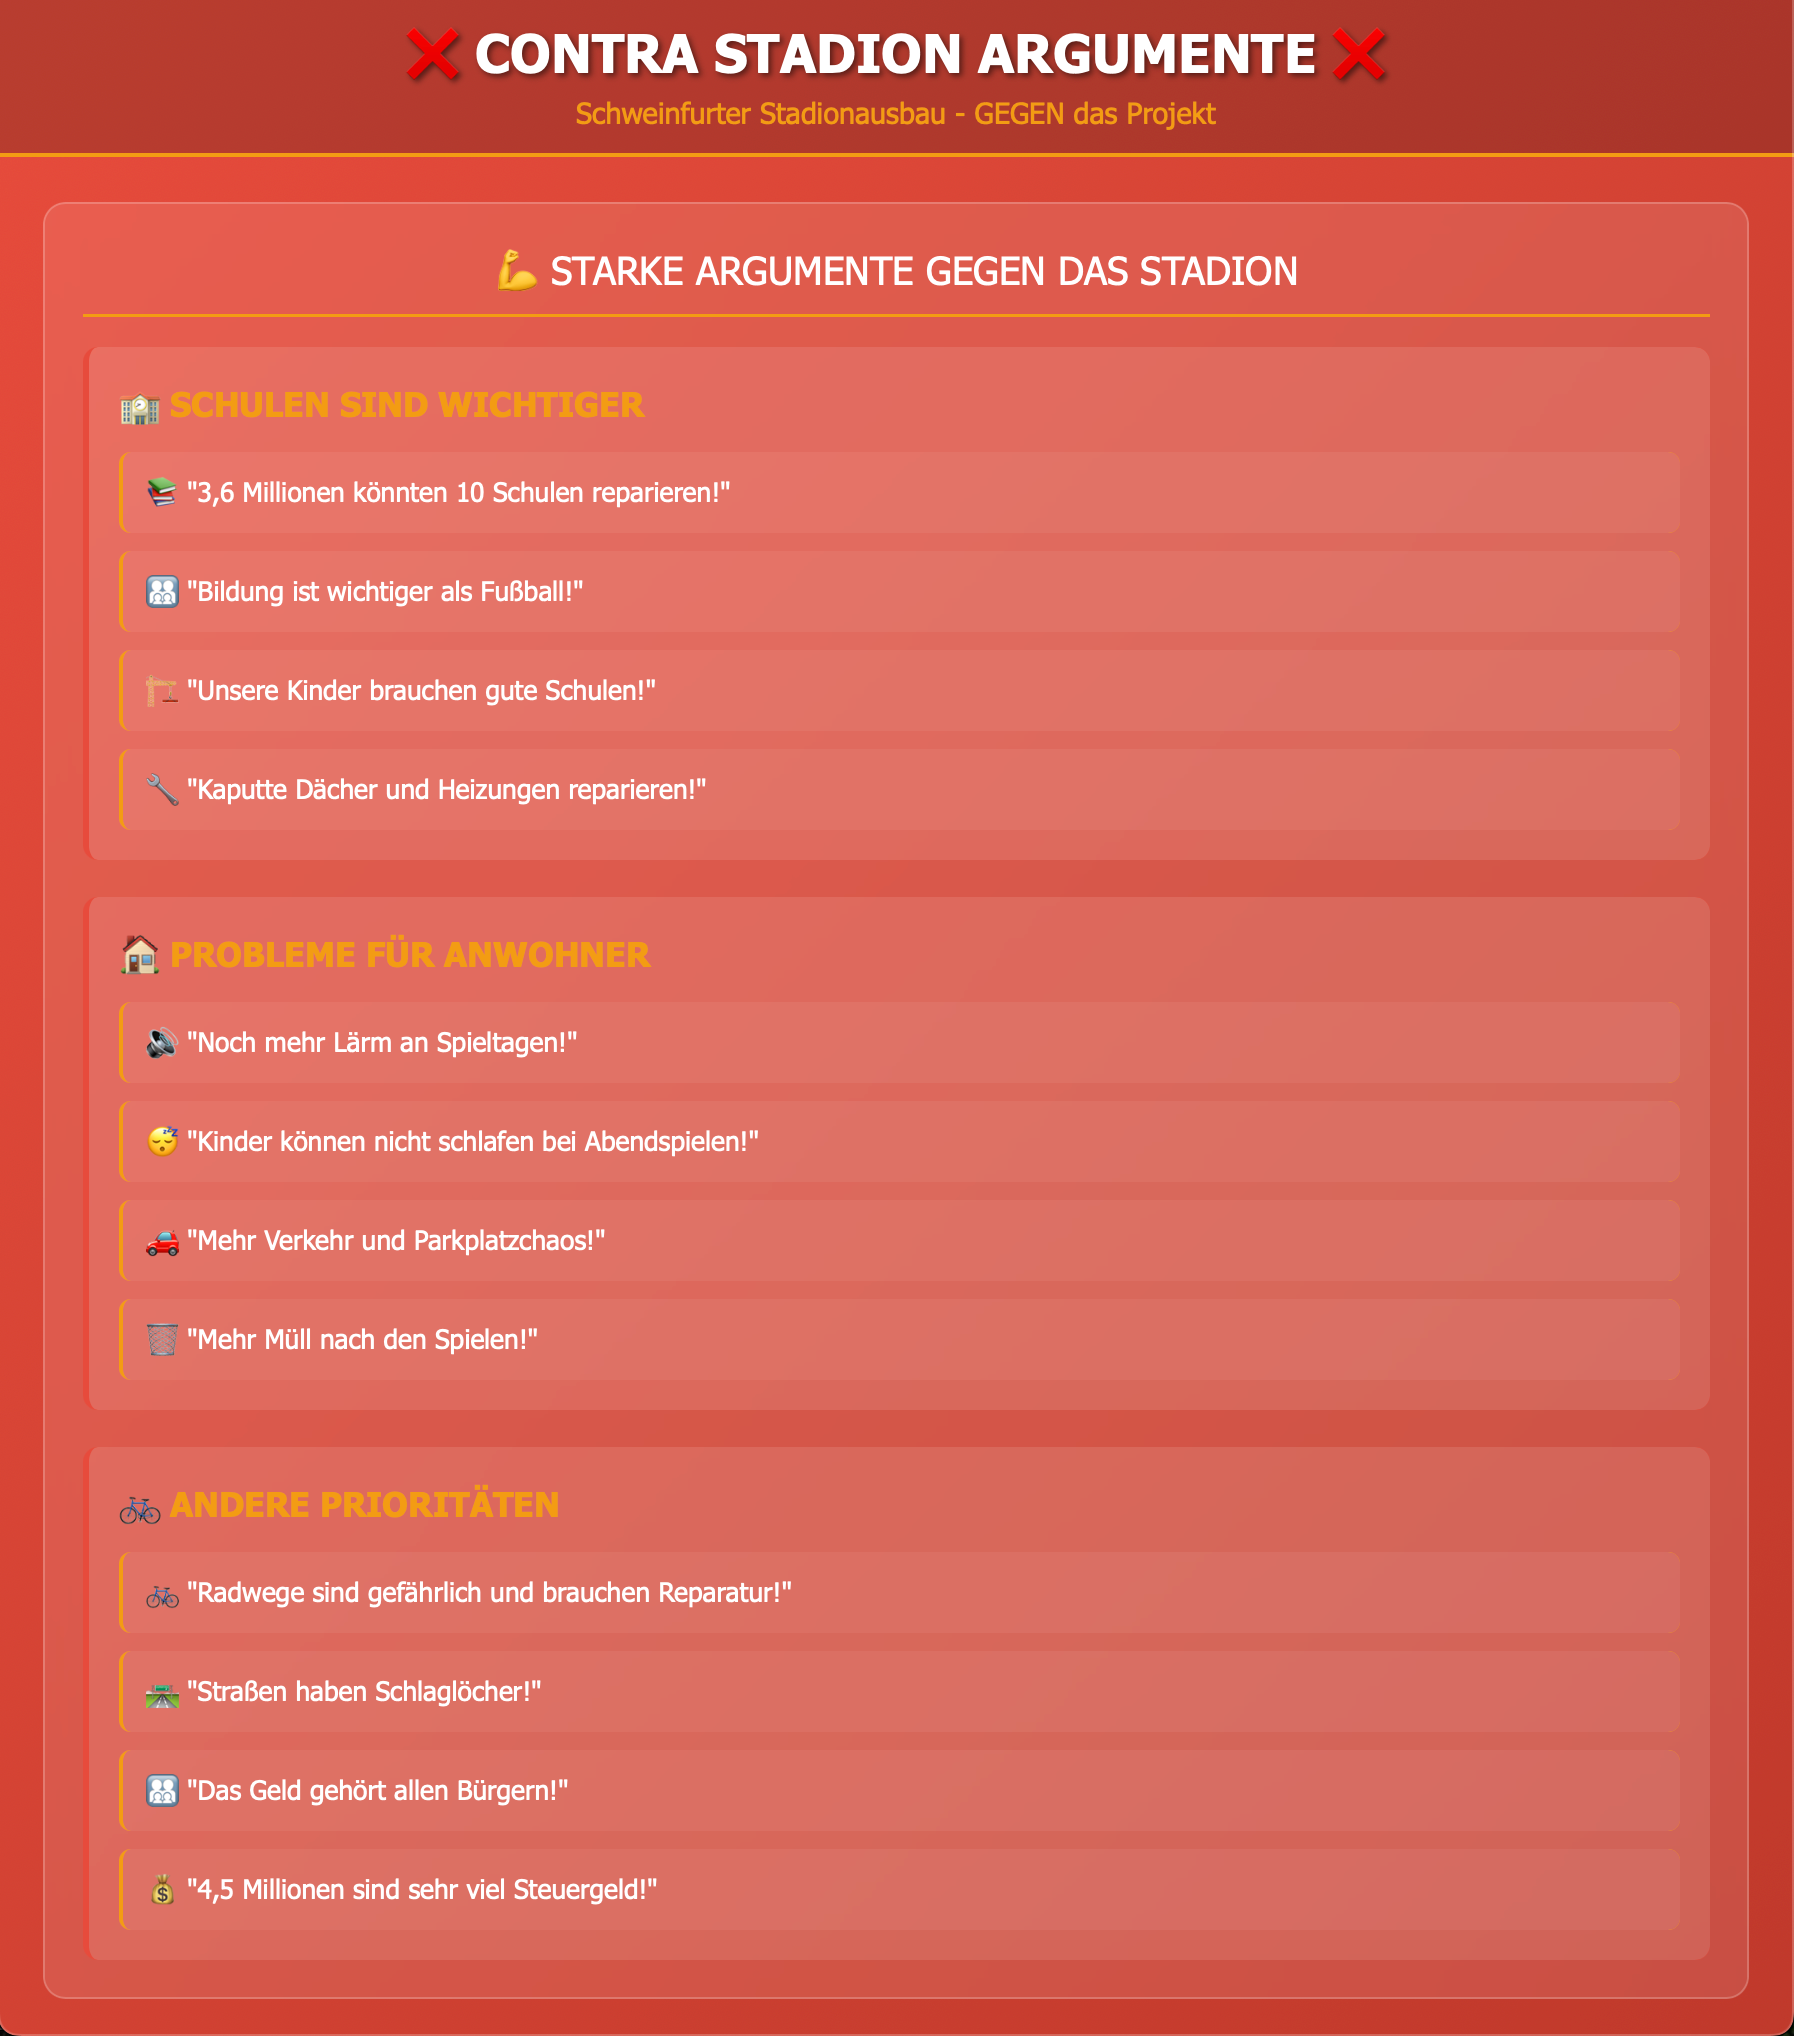 ❌ CONTRA STADION ARGUMENTE ❌
Schweinfurter Stadionausbau - GEGEN das Projekt
💪 STARKE ARGUMENTE GEGEN DAS STADION
🏫 SCHULEN SIND WICHTIGER
📚 "3,6 Millionen könnten 10 Schulen reparieren!"
"Bildung ist wichtiger als Fußball!"
🏗️ "Unsere Kinder brauchen gute Schulen!"
🔧 "Kaputte Dächer und Heizungen reparieren!"
🏠 PROBLEME FÜR ANWOHNER
🔊 "Noch mehr Lärm an Spieltagen!"
😴 "Kinder können nicht schlafen bei Abendspielen!"
🚗 "Mehr Verkehr und Parkplatzchaos!"
🗑️ "Mehr Müll nach den Spielen!"
🚲 ANDERE PRIORITÄTEN
🚲 "Radwege sind gefährlich und brauchen Reparatur!"
🛣️ "Straßen haben Schlaglöcher!"
"Das Geld gehört allen Bürgern!"
💰 "4,5 Millionen sind sehr viel Steuergeld!"